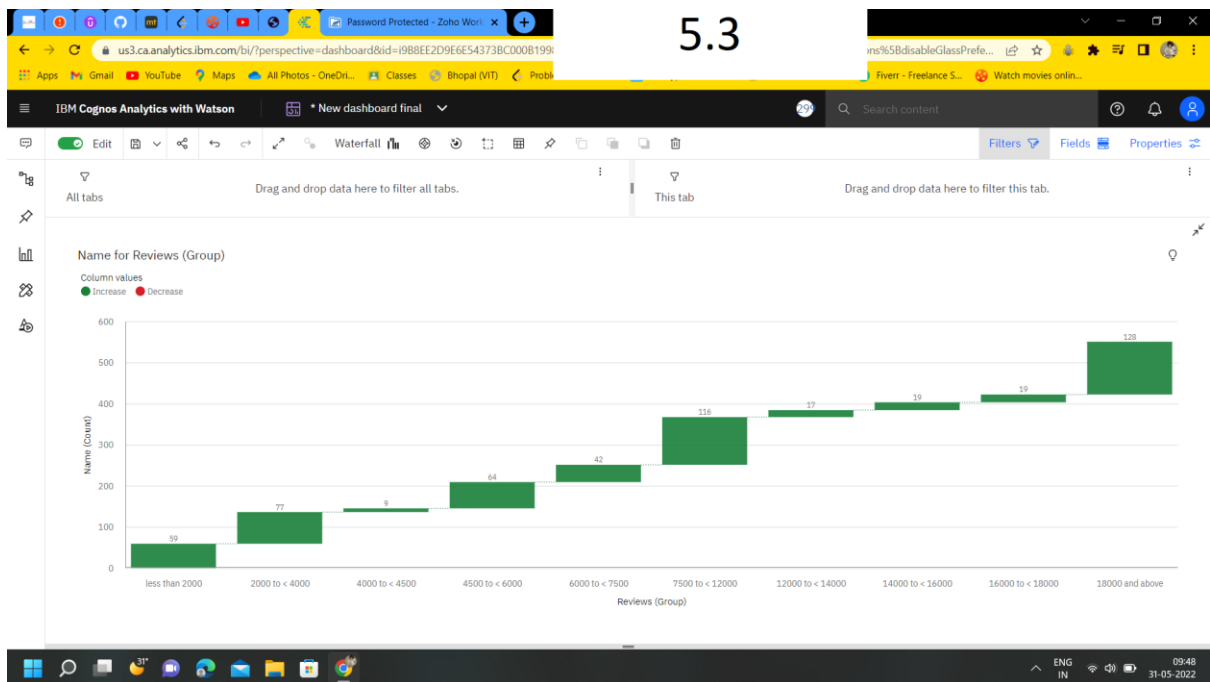 Password Protected - Zoho Work
5.3
us3.ca.analytics.ibm.com/bi/?perspective=dashboard&id=i9B8EE2D9E6E54373BC000B199
ons%5BdisableGlassPrefe...
Apps Gmail YouTube Maps All Photos - OneDri... Classes Bhopal (VIT) Proble Fiverr - Freelance S... Watch movies onlin...
IBM Cognos Analytics with Watson * New dashboard final 299 Search content
Edit Waterfall Filters Fields Properties
All tabs Drag and drop data here to filter all tabs. This tab Drag and drop data here to filter this tab.
Name for Reviews (Group)
Column values
Increase Decrease
Name (Count)
600
500
400
300
200
100
0
59 77 9 64 42 116 17 19 19 128
less than 2000 2000 to < 4000 4000 to < 4500 4500 to < 6000 6000 to < 7500 7500 to < 12000 12000 to < 14000 14000 to < 16000 16000 to < 18000 18000 and above
Reviews (Group)
31°
ENG
IN
09:48
31-05-2022